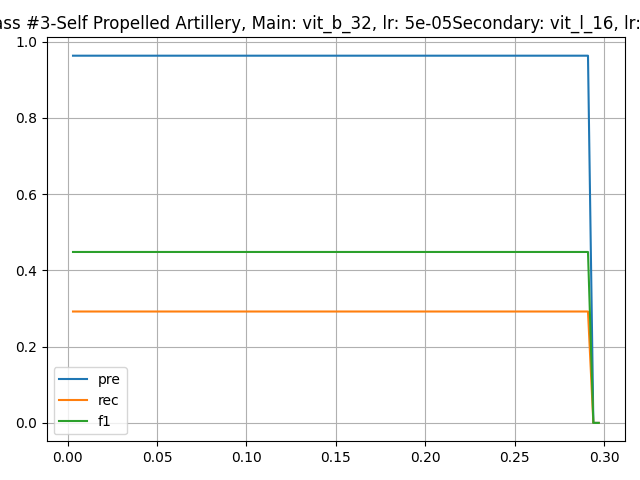 ass #3-Self Propelled Artillery, Main: vit_b_32, lr: 5e-05Secondary: vit_l_16, lr:
1.0
0.8
0.6
0.4
0.2
0.0
pre
rec
f1
0.00 0.05 0.10 0.15 0.20 0.25 0.30